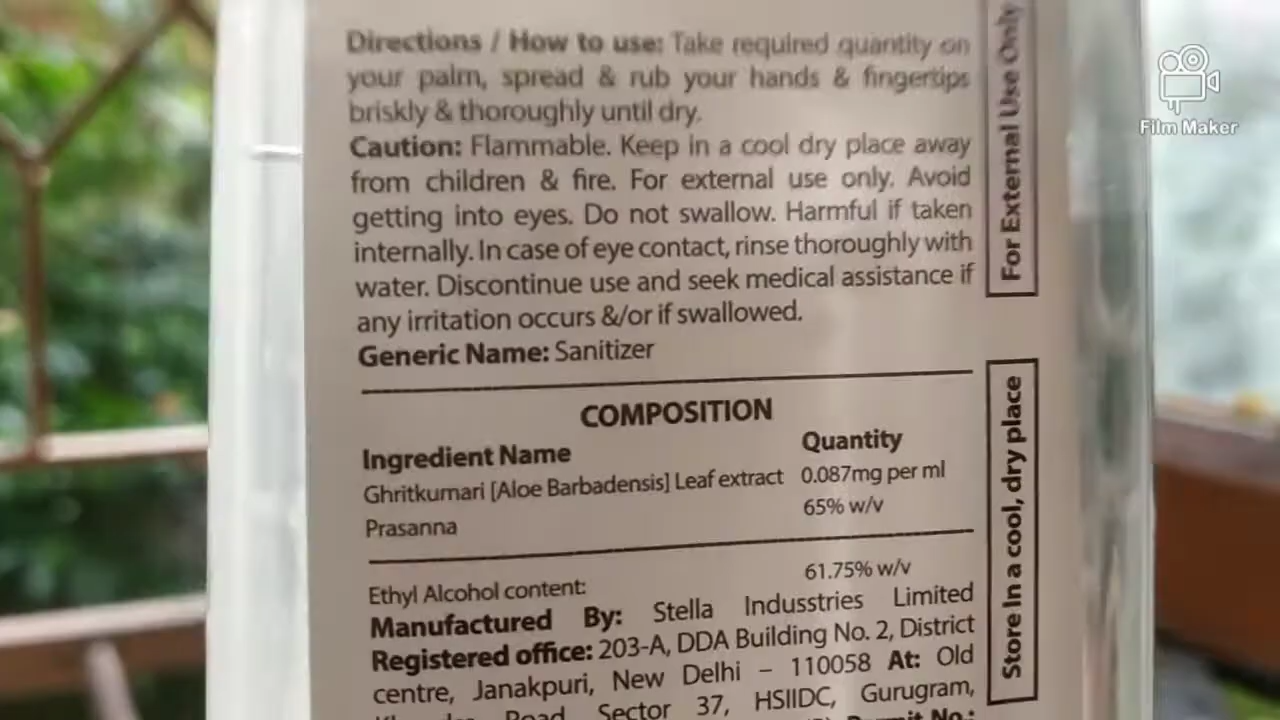 Directions / How to use: Take required quantity on
your palm, spread & rub your hands & fingertips
briskly & thoroughly until dry.
Caution: Flammable. Keep in a cool dry place away
from children & fire. For external use only. Avoid
getting into eyes. Do not swallow. Harmful if taken
internally. In case of eye contact, rinse thoroughly with
water. Discontinue use and seek medical assistance if
any irritation occurs &/or if swallowed.
Generic Name: Sanitizer
COMPOSITION
Ingredient Name Quantity
Ghritkumari [Aloe Barbadensis] Leaf extract 0.087mg per ml
Prasanna 65% w/v
Ethyl Alcohol content: 61.75% w/v
Manufactured By: Stella Indusstries Limited
Registered office: 203-A, DDA Building No. 2, District
centre, Janakpuri, New Delhi – 110058 At: Old
Road, Sector 37, HSIIDC, Gurugram,
No.:
For External Use Only
Store in a cool, dry place
Film Maker